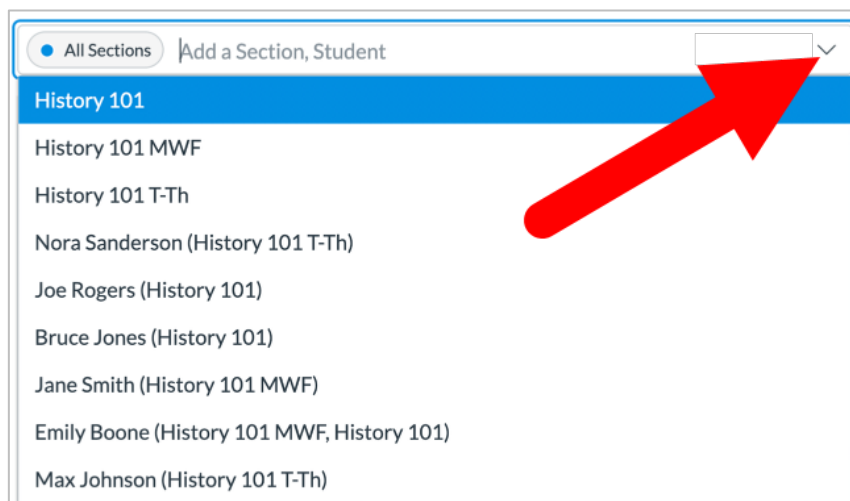 All Sections Add a Section, Student
History 101
History 101 MWF
History 101 T-Th
Nora Sanderson (History 101 T-Th)
Joe Rogers (History 101)
Bruce Jones (History 101)
Jane Smith (History 101 MWF)
Emily Boone (History 101 MWF, History 101)
Max Johnson (History 101 T-Th)